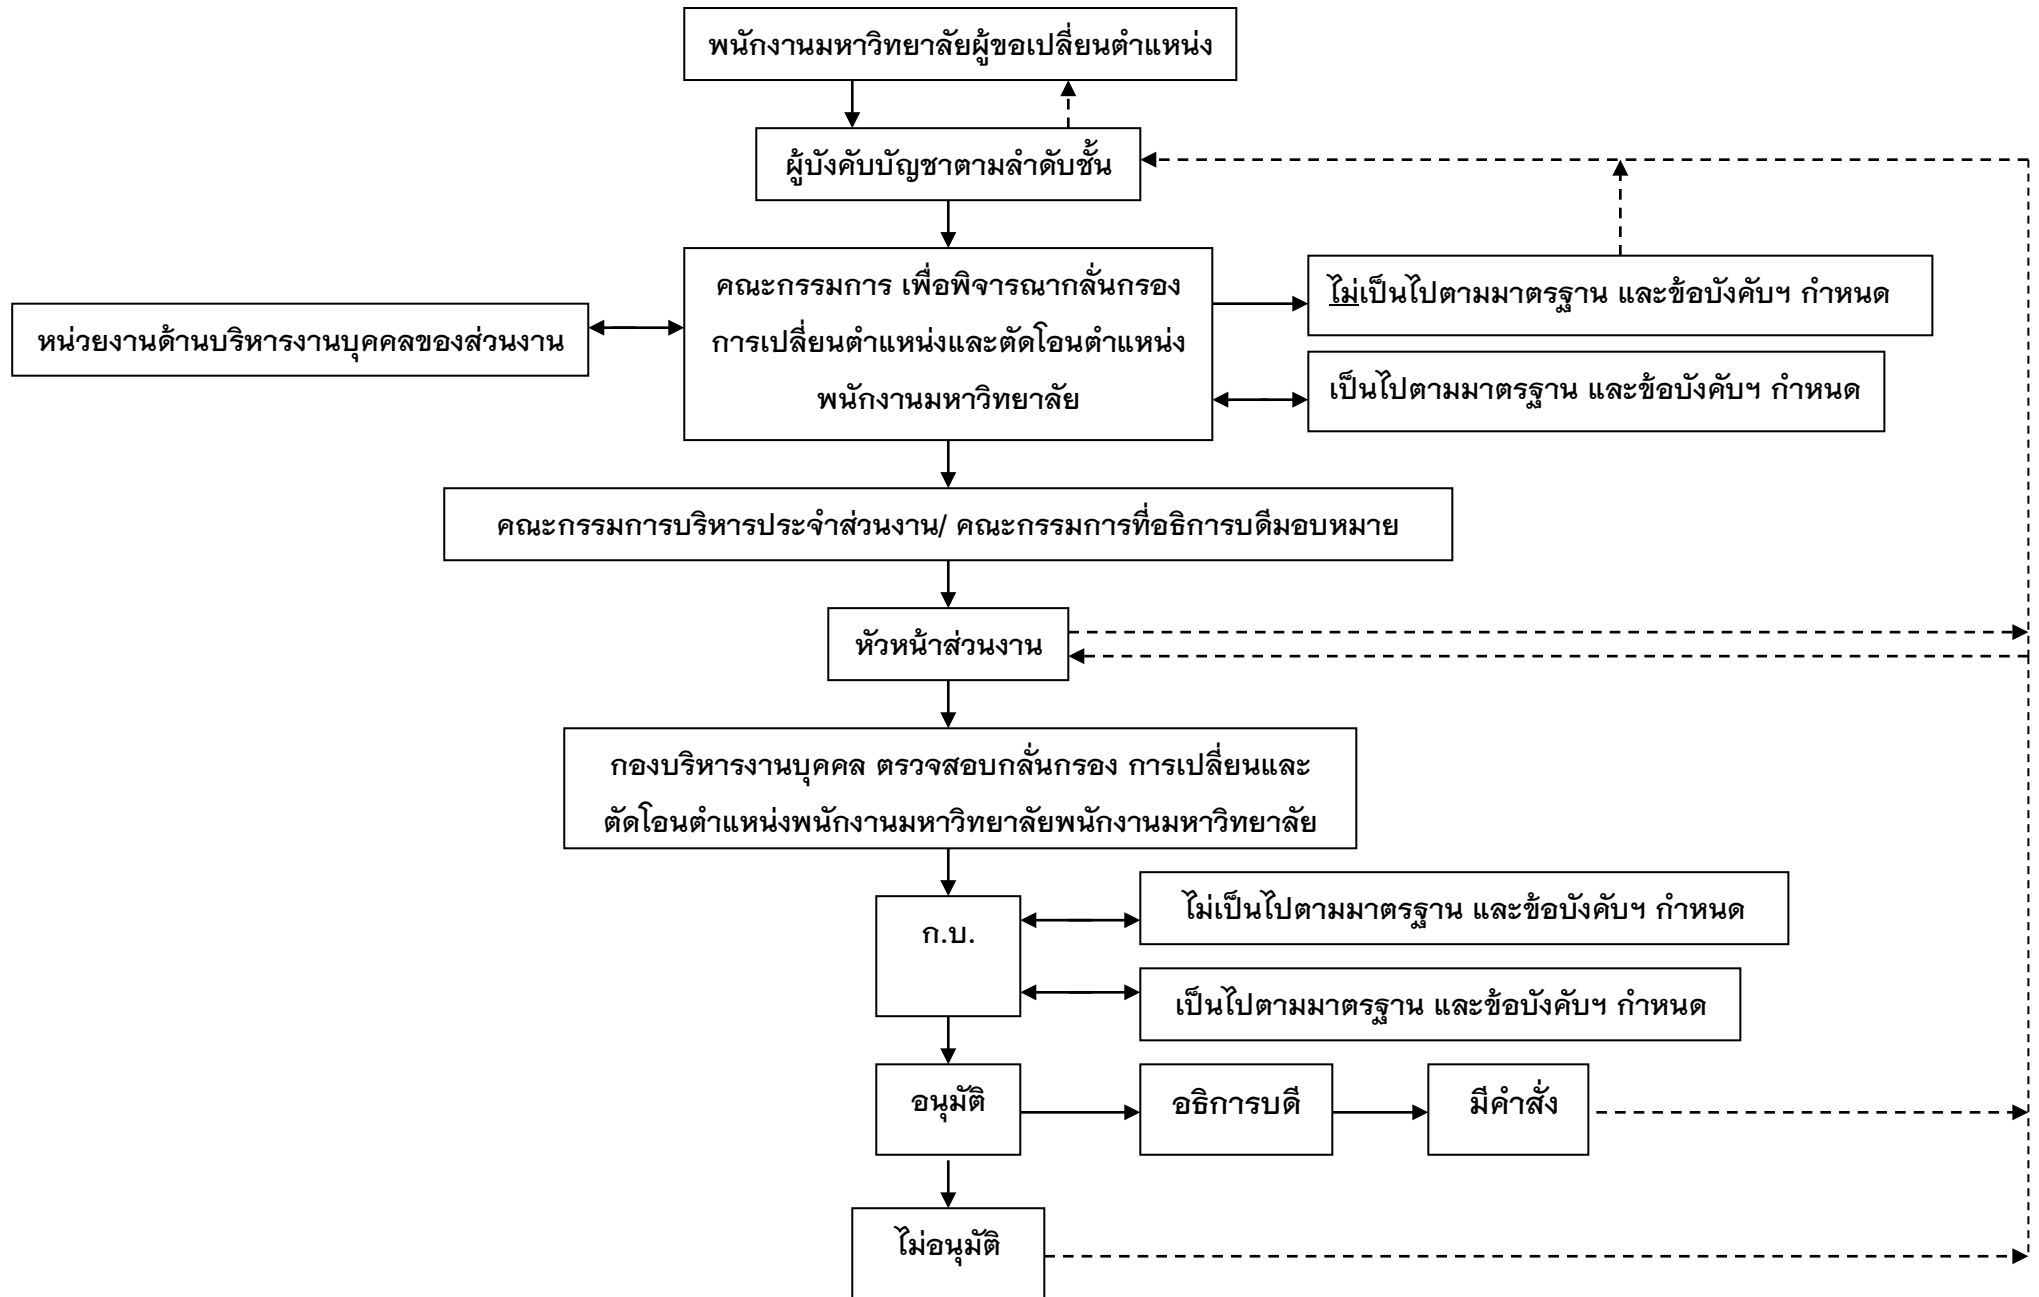 พนักงานมหาวิทยาลัยผู้ขอเปลี่ยนตำแหน่ง
ผู้บังคับบัญชาตามลำดับชั้น
คณะกรรมการ เพื่อพิจารณากลั่นกรอง
การเปลี่ยนตำแหน่งและตัดโอนตำแหน่ง
พนักงานมหาวิทยาลัย
ไม่เป็นไปตามมาตรฐาน และข้อบังคับฯ กำหนด
หน่วยงานด้านบริหารงานบุคคลของส่วนงาน
เป็นไปตามมาตรฐาน และข้อบังคับฯ กำหนด
คณะกรรมการบริหารประจำส่วนงาน/ คณะกรรมการที่อธิการบดีมอบหมาย
หัวหน้าส่วนงาน
กองบริหารงานบุคคล ตรวจสอบกลั่นกรอง การเปลี่ยนและ
ตัดโอนตำแหน่งพนักงานมหาวิทยาลัยพนักงานมหาวิทยาลัย
ก.บ.
ไม่เป็นไปตามมาตรฐาน และข้อบังคับฯ กำหนด
เป็นไปตามมาตรฐาน และข้อบังคับฯ กำหนด
อนุมัติ
อธิการบดี
มีคำสั่ง
ไม่อนุมัติ